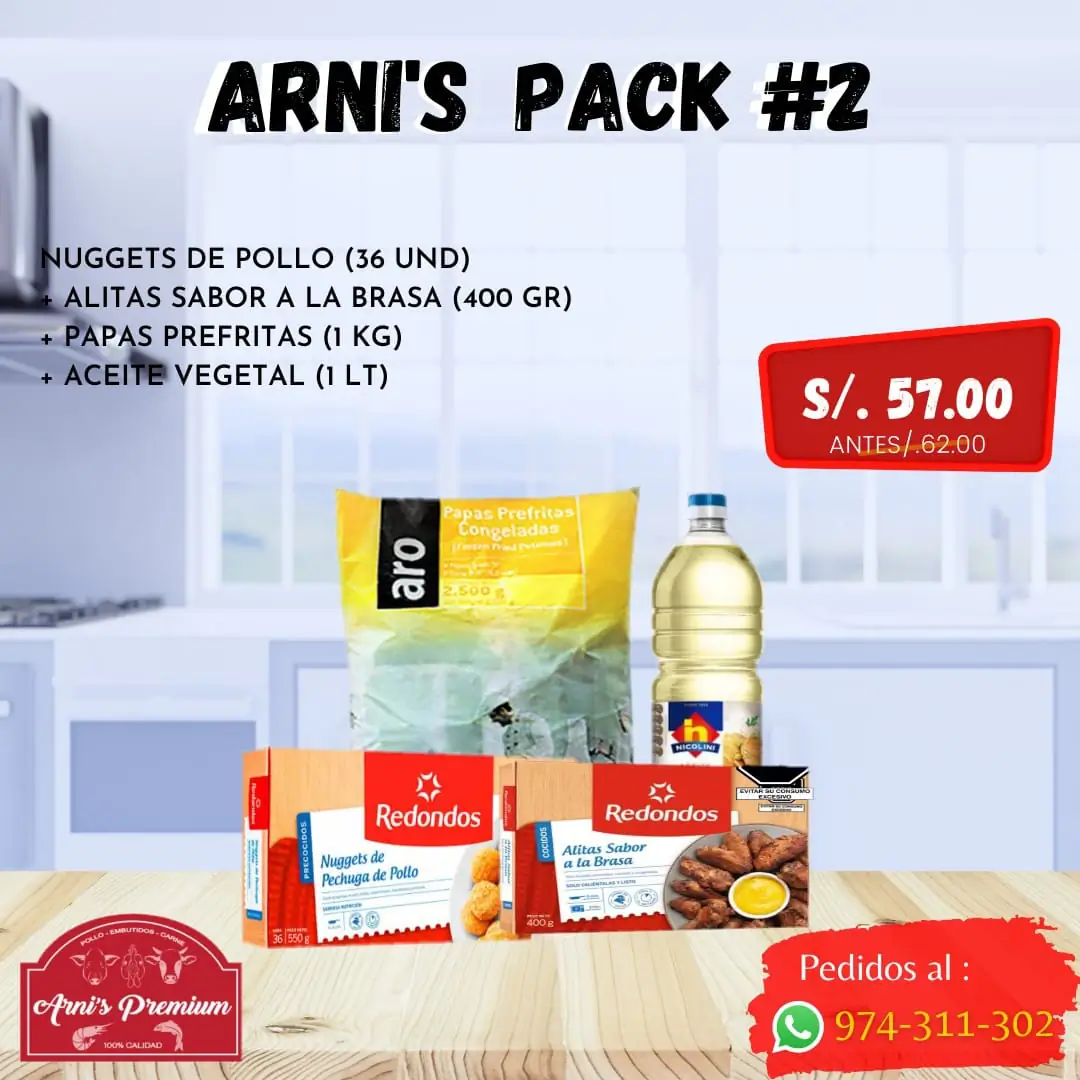 ARNI'S PACK #2
NUGGETS DE POLLO (36 UND)
+ ALITAS SABOR A LA BRASA (400 GR)
+ PAPAS PREFRITAS (1 KG)
+ ACEITE VEGETAL (1 LT)
S/. 57.00
ANTES/.62.00
aro
Papas Prefritas
Congeladas
2.500 g
h
NICOLINI
Redondos
PRECOCIDOS
Nuggets de
Pechuga de Pollo
36
550 g
Redondos
COCIDOS
Alitas Sabor
a la Brasa
SOLO CALIÉNTALAS Y LISTO
400 g
EVITAR SU CONSUMO
EXCESIVO
POLLO - EMBUTIDOS - CARNE
Arni's Premium
100% CALIDAD
Pedidos al :
974-311-302